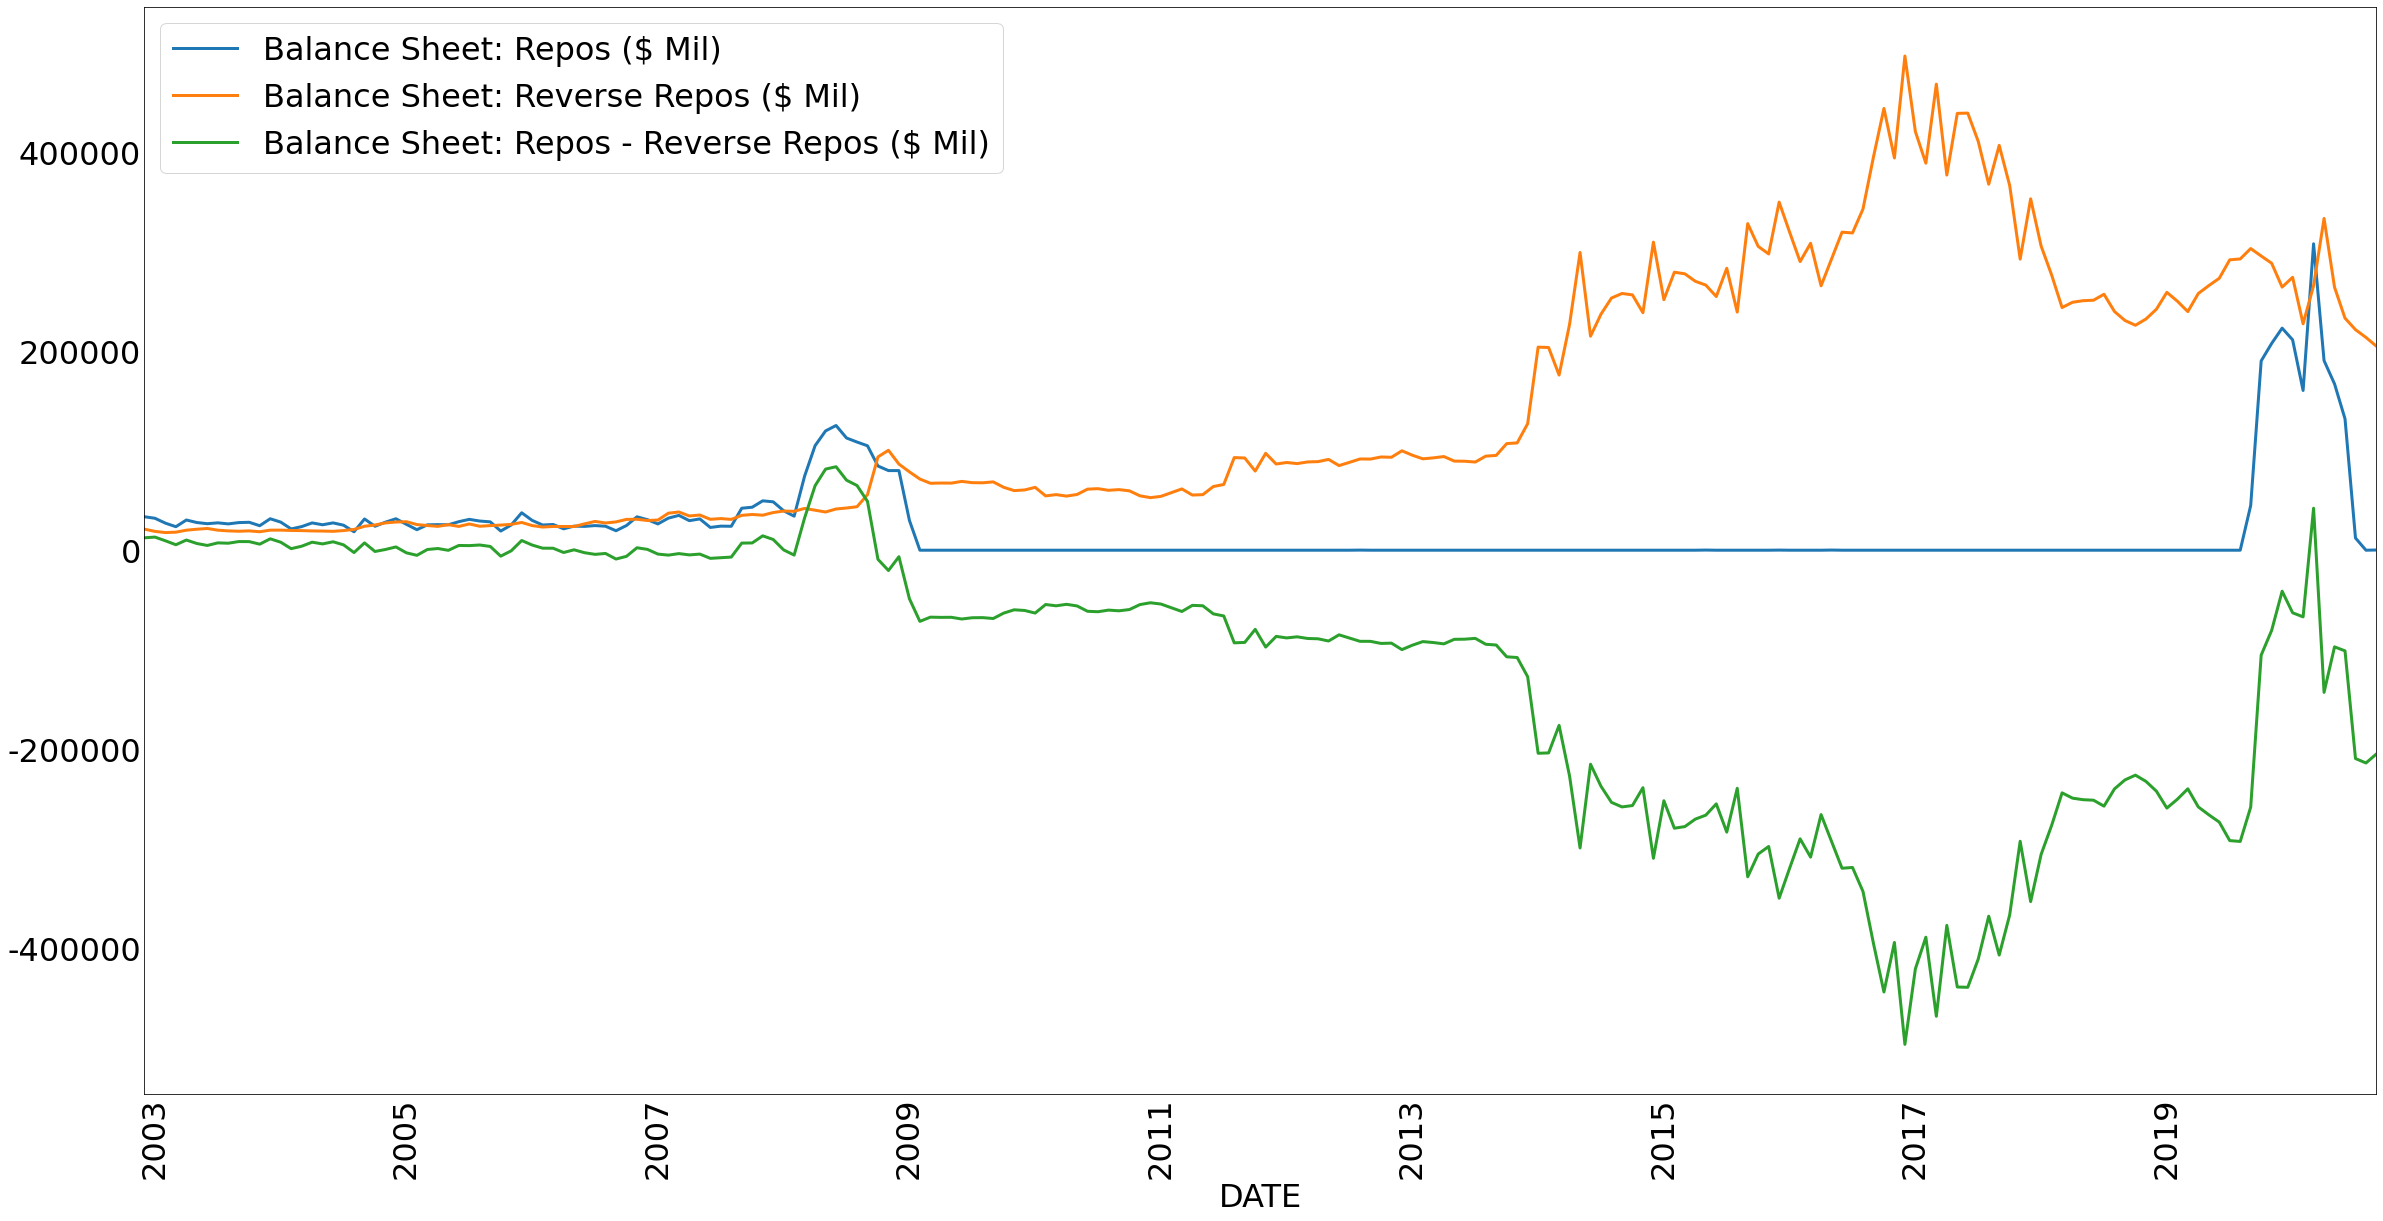 Balance Sheet: Repos ($ Mil)
Balance Sheet: Reverse Repos ($ Mil)
Balance Sheet: Repos - Reverse Repos ($ Mil)
400000
200000
0
-200000
-400000
2003 2005 2007 2009 2011 2013 2015 2017 2019
DATE